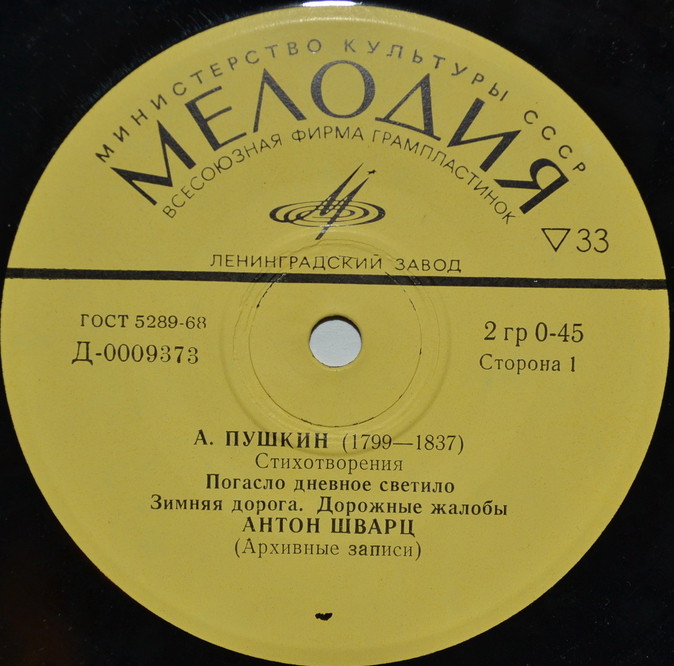 МИНИСТЕРСТВО КУЛЬТУРЫ СССР
МЕЛОДИЯ
ВСЕСОЮЗНАЯ ФИРМА ГРАМПЛАСТИНОК
▽33
ЛЕНИНГРАДСКИЙ ЗАВОД
ГОСТ 5289-68
Д-0009373
2 гр 0-45
Сторона 1
А. ПУШКИН (1799—1837)
Стихотворения
Погасло дневное светило
Зимняя дорога. Дорожные жалобы
АНТОН ШВАРЦ
(Архивные записи)